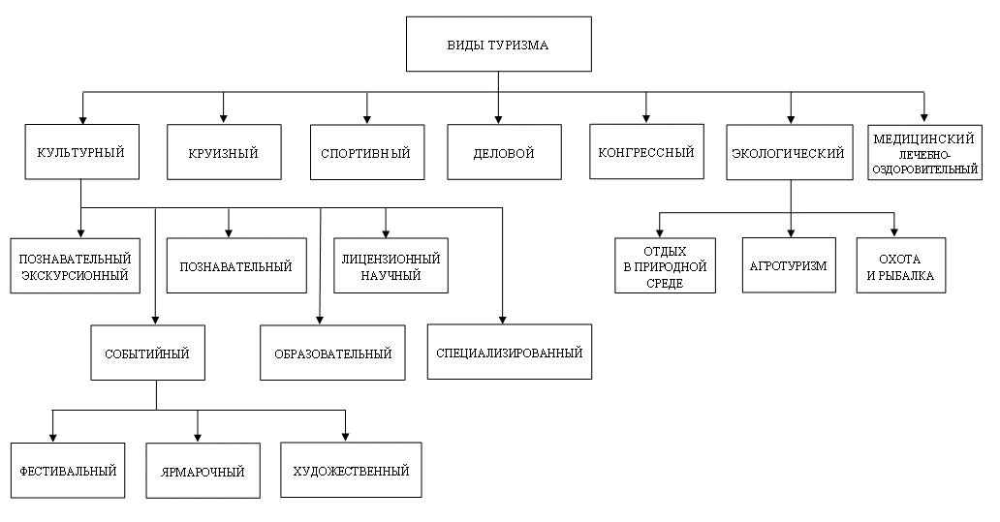 ВИДЫ ТУРИЗМА
КУЛЬТУРНЫЙ
КРУИЗНЫЙ
СПОРТИВНЫЙ
ДЕЛОВОЙ
КОНГРЕССНЫЙ
ЭКОЛОГИЧЕСКИЙ
МЕДИЦИНСКИЙ
ЛЕЧЕБНО-
ОЗДОРОВИТЕЛЬНЫЙ
ПОЗНАВАТЕЛЬНЫЙ
ЭКСКУРСИОННЫЙ
ПОЗНАВАТЕЛЬНЫЙ
ЛИЦЕНЗИОННЫЙ
НАУЧНЫЙ
ОТДЫХ
В ПРИРОДНОЙ
СРЕДЕ
АГРОТУРИЗМ
ОХОТА
И РЫБАЛКА
СОБЫТИЙНЫЙ
ОБРАЗОВАТЕЛЬНЫЙ
СПЕЦИАЛИЗИРОВАННЫЙ
ФЕСТИВАЛЬНЫЙ
ЯРМАРОЧНЫЙ
ХУДОЖЕСТВЕННЫЙ